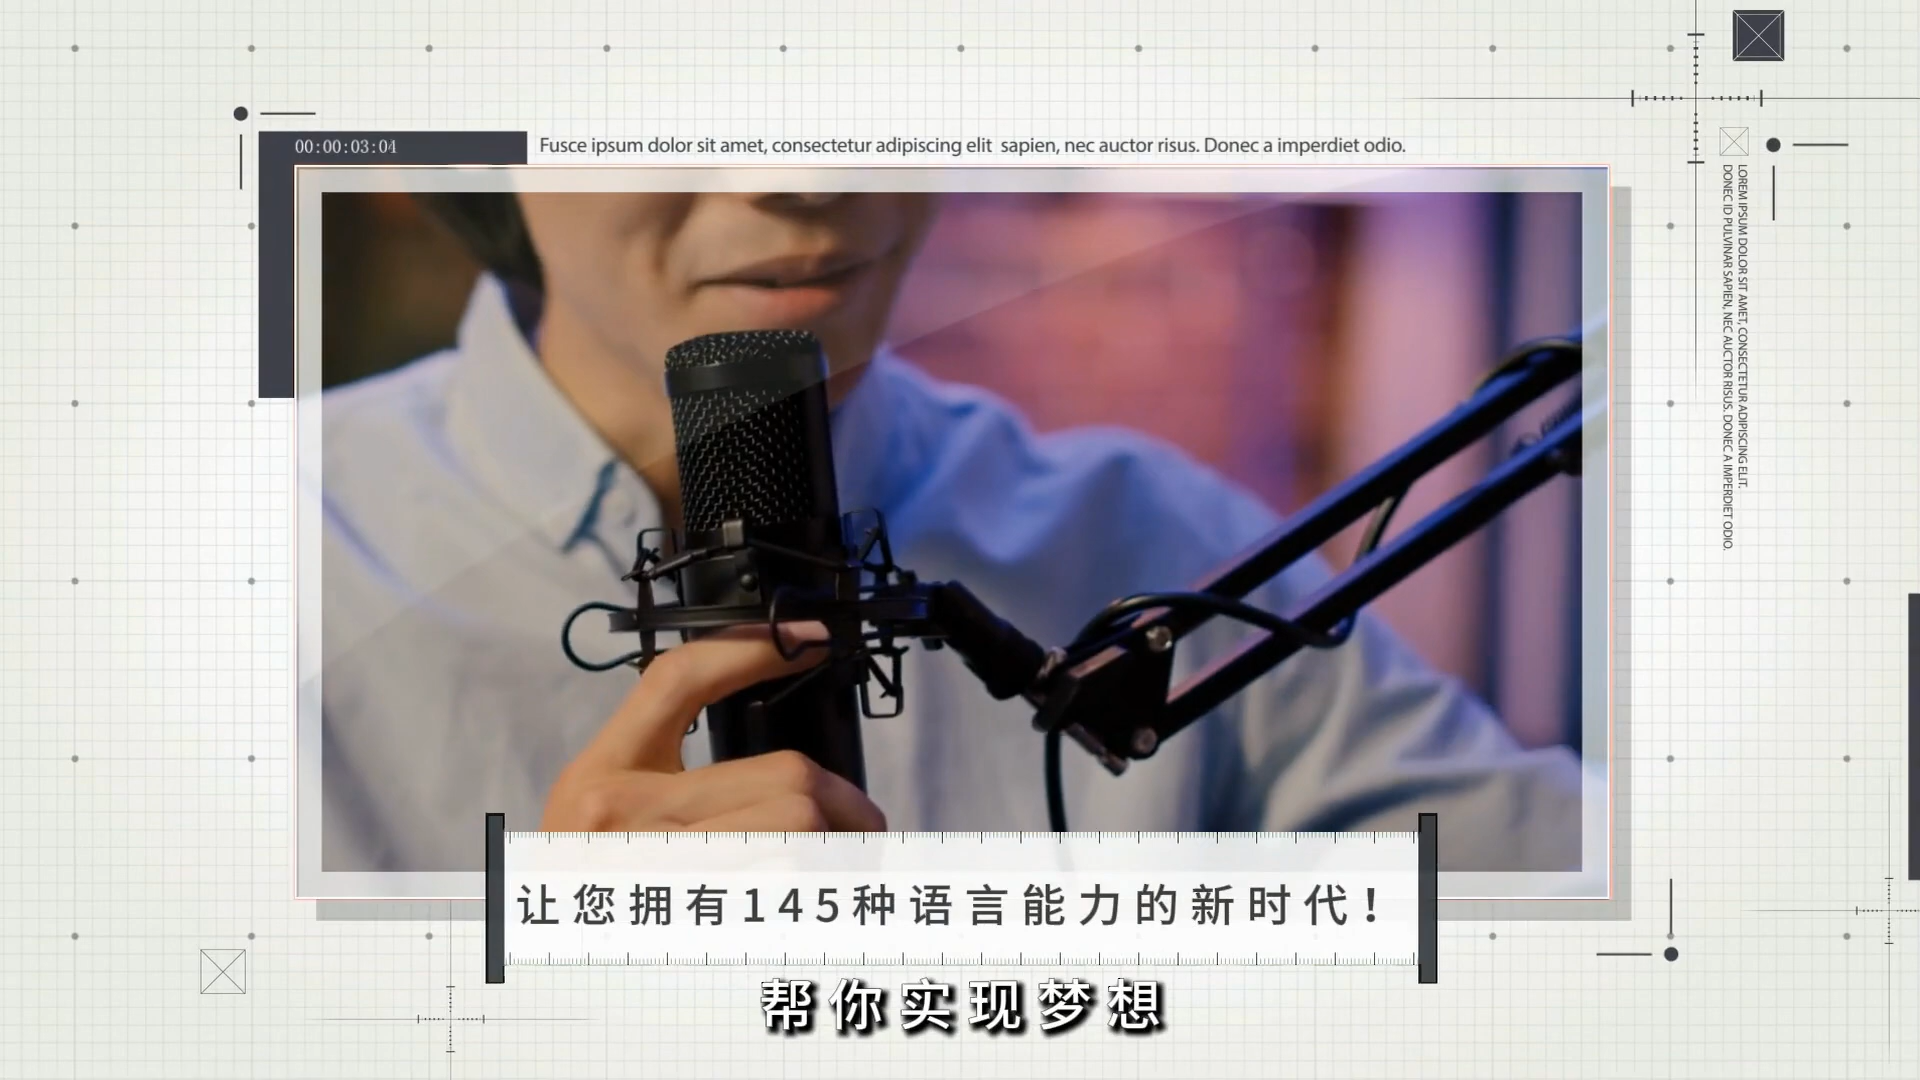 00:00:03:04
Fusce ipsum dolor sit amet, consectetur adipiscing elit sapien, nec auctor risus. Donec a imperdiet odio.
LOREM IPSUM DOLOR SIT AMET, CONSECTETUR ADIPISCING ELIT.
DONEC ID PULVINAR SAPIEN, NEC AUCTOR RISUS. DONEC A IMPERDIET ODIO.
让您拥有145种语言能力的新时代！
帮你实现梦想